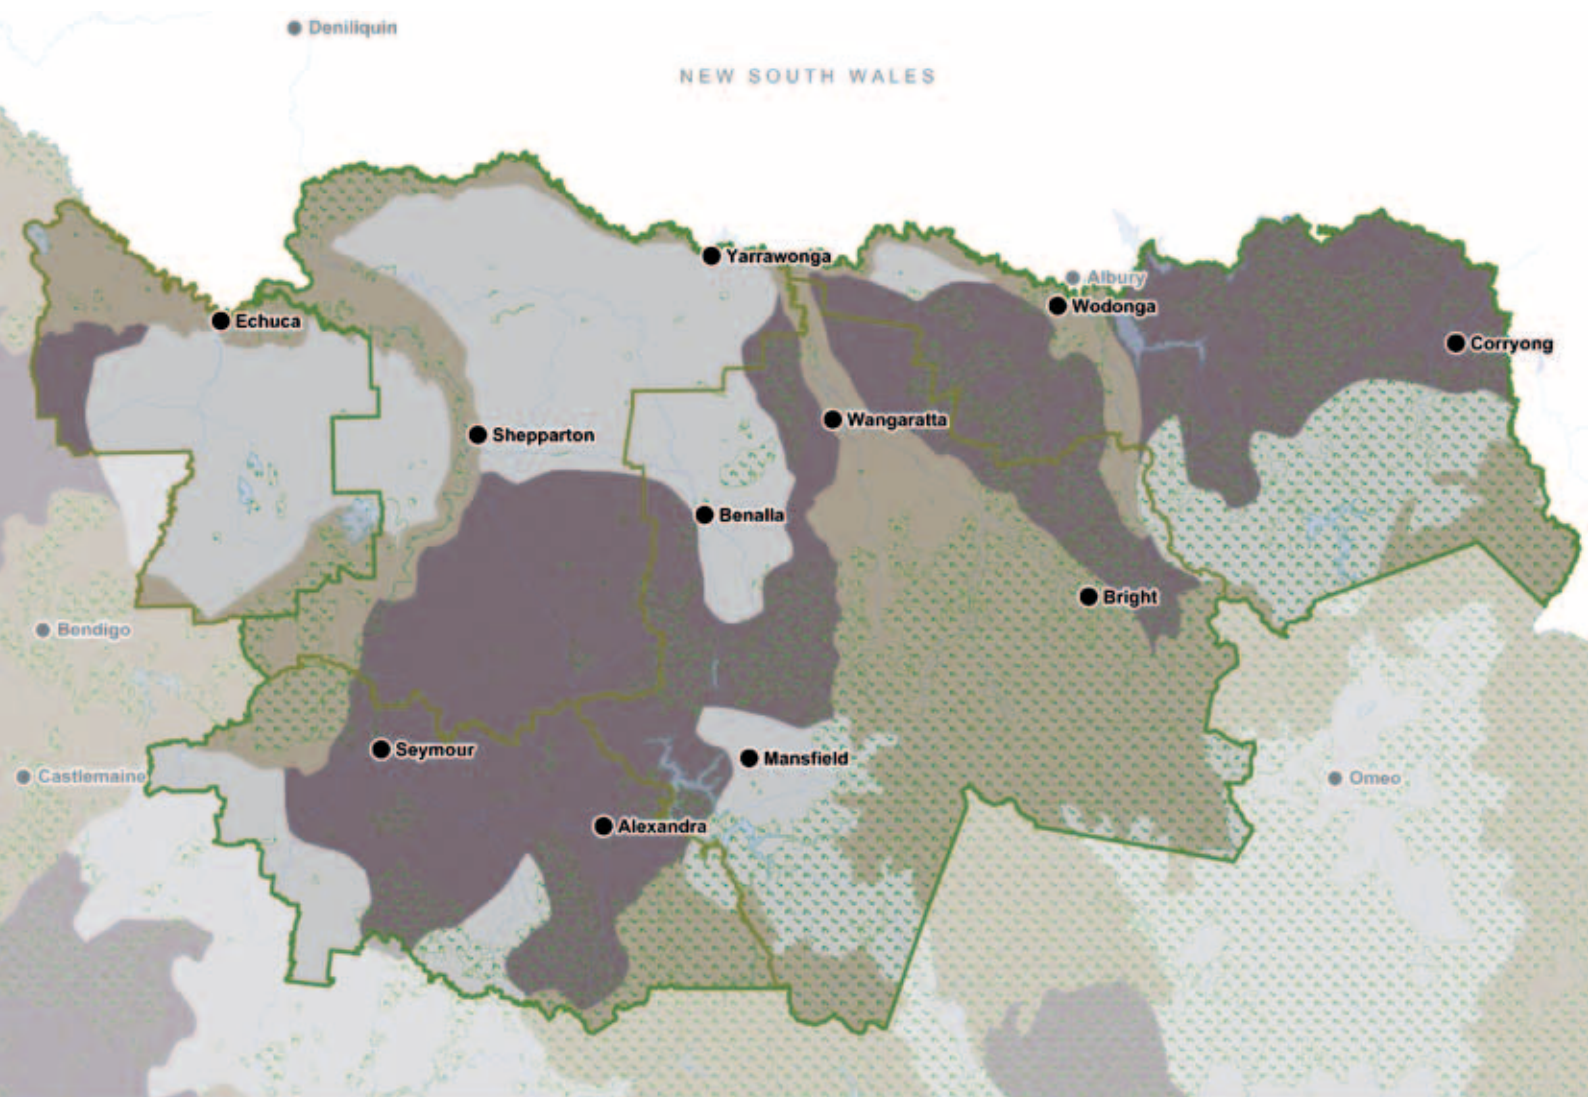 Deniliquin
NEW SOUTH WALES
Yarrawonga
Albury
Wodonga
Echuca
Corryong
Wangaratta
Shepparton
Benalla
Bright
Bendigo
Seymour
Mansfield
Castlemaine
Omeo
Alexandra